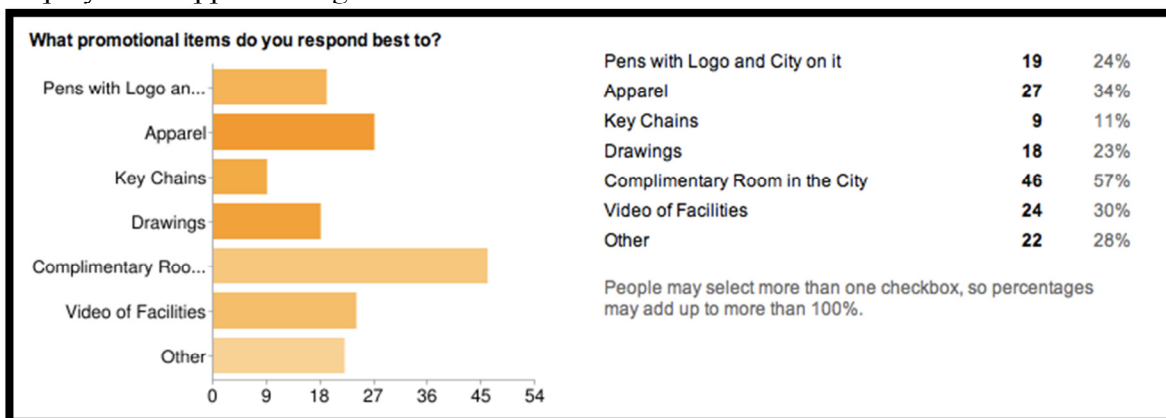 What promotional items do you respond best to?
Pens with Logo an...
Apparel
Key Chains
Drawings
Complimentary Roo...
Video of Facilities
Other
0 9 18 27 36 45 54
Pens with Logo and City on it 19 24%
Apparel 27 34%
Key Chains 9 11%
Drawings 18 23%
Complimentary Room in the City 46 57%
Video of Facilities 24 30%
Other 22 28%
People may select more than one checkbox, so percentages
may add up to more than 100%.